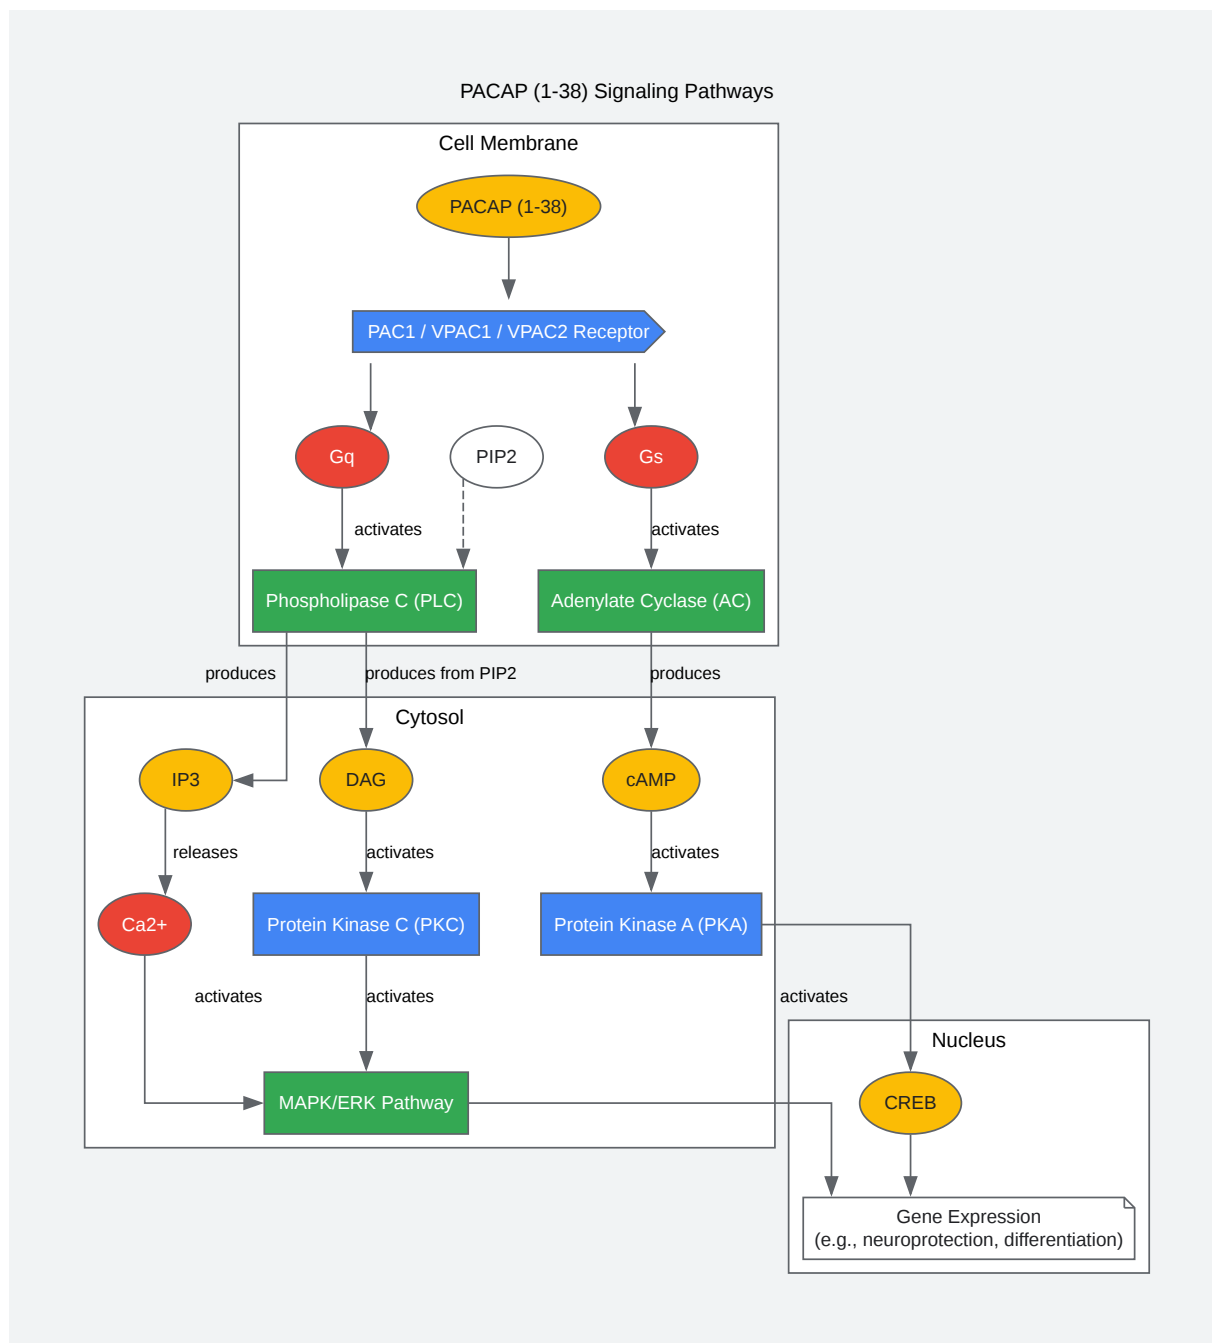 PACAP (1-38) Signaling Pathways
Cell Membrane
PACAP (1-38)
PAC1 / VPAC1 / VPAC2 Receptor
Gq
PIP2
Gs
activates
activates
Phospholipase C (PLC)
Adenylate Cyclase (AC)
produces
produces from PIP2
produces
Cytosol
IP3
DAG
cAMP
releases
activates
activates
Ca2+
Protein Kinase C (PKC)
Protein Kinase A (PKA)
activates
activates
activates
Nucleus
MAPK/ERK Pathway
CREB
Gene Expression
(e.g., neuroprotection, differentiation)